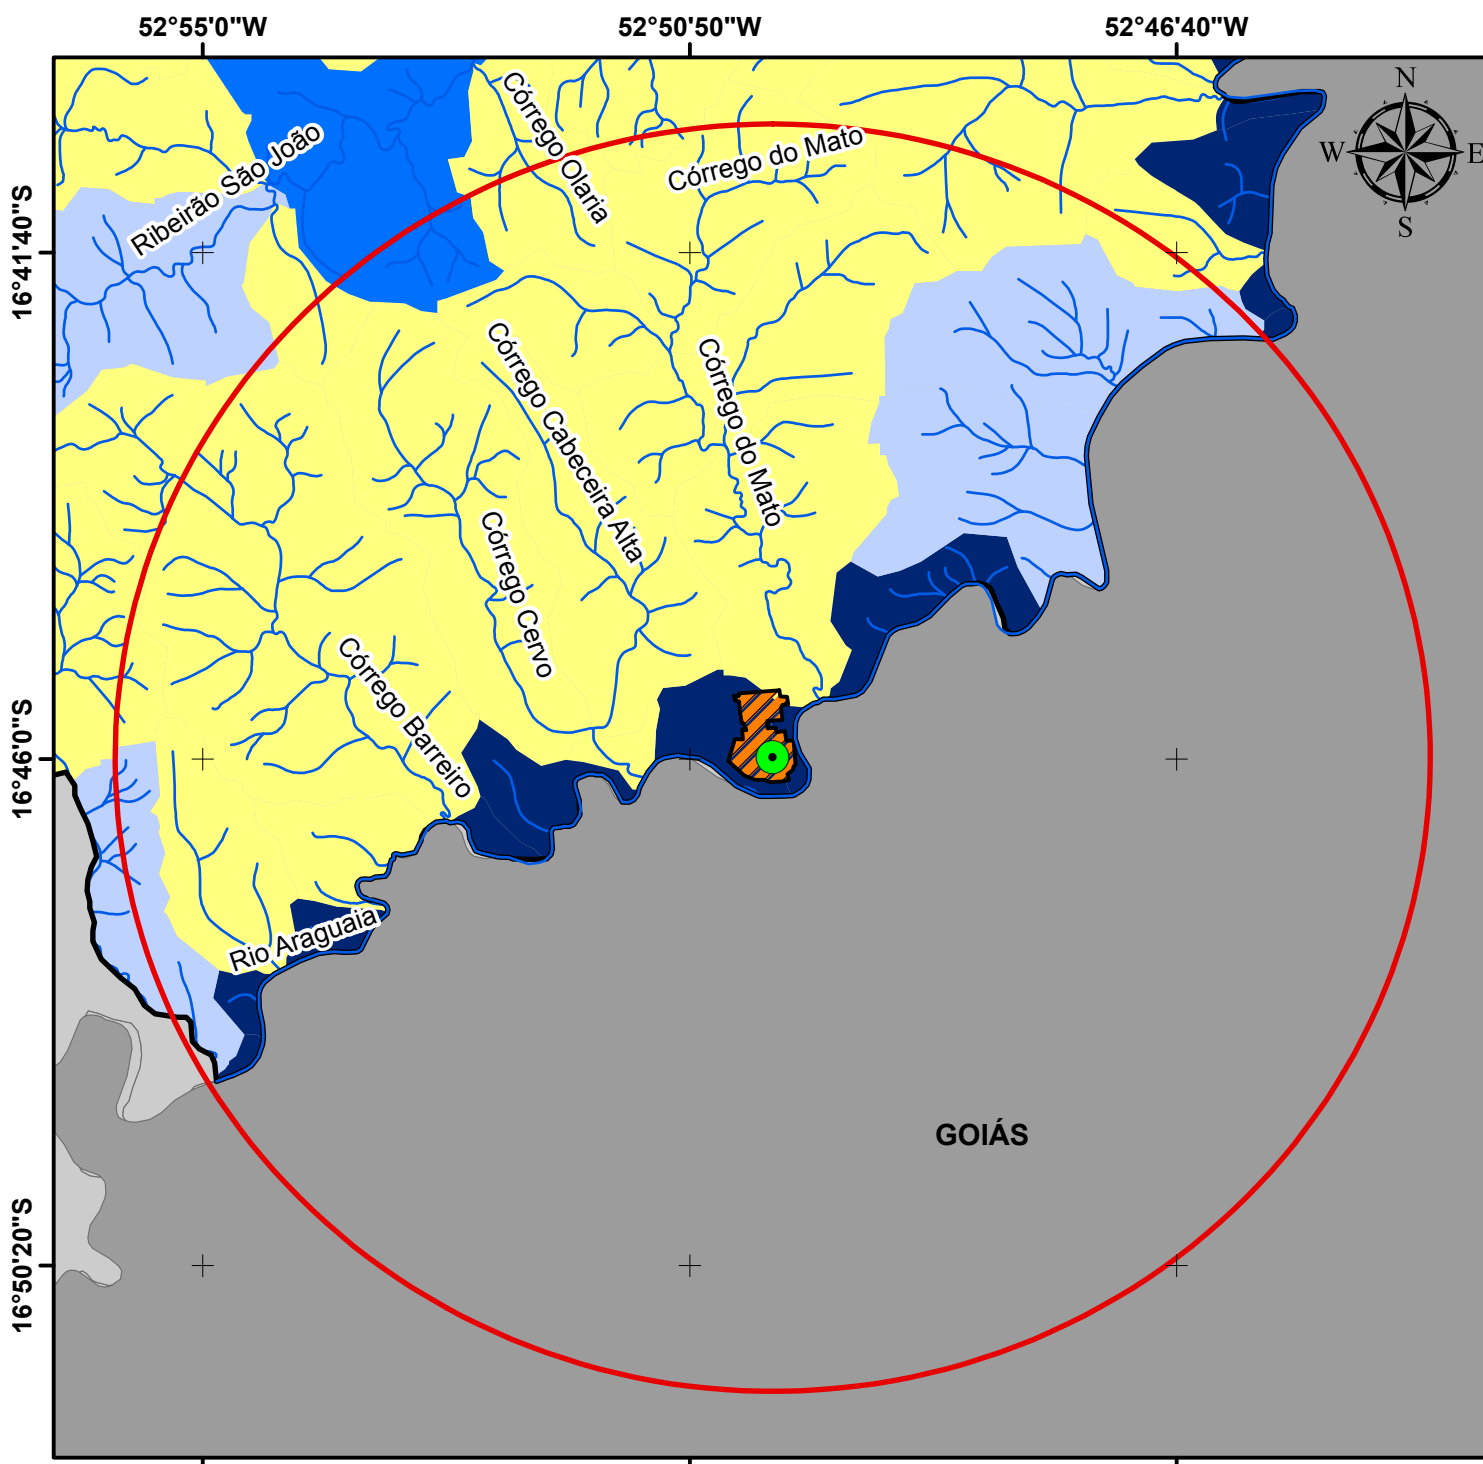 52°55'0"W
52°50'50"W
52°46'40"W
N
W
E
S
16°41'40"S
16°46'0"S
16°50'20"S
Córrego Olaria
Córrego do Mato
Ribeirão São João
Córrego Cabeceira Alta
Córrego do Mato
Córrego Cervo
Córrego Barreiro
Rio Araguaia
GOIÁS